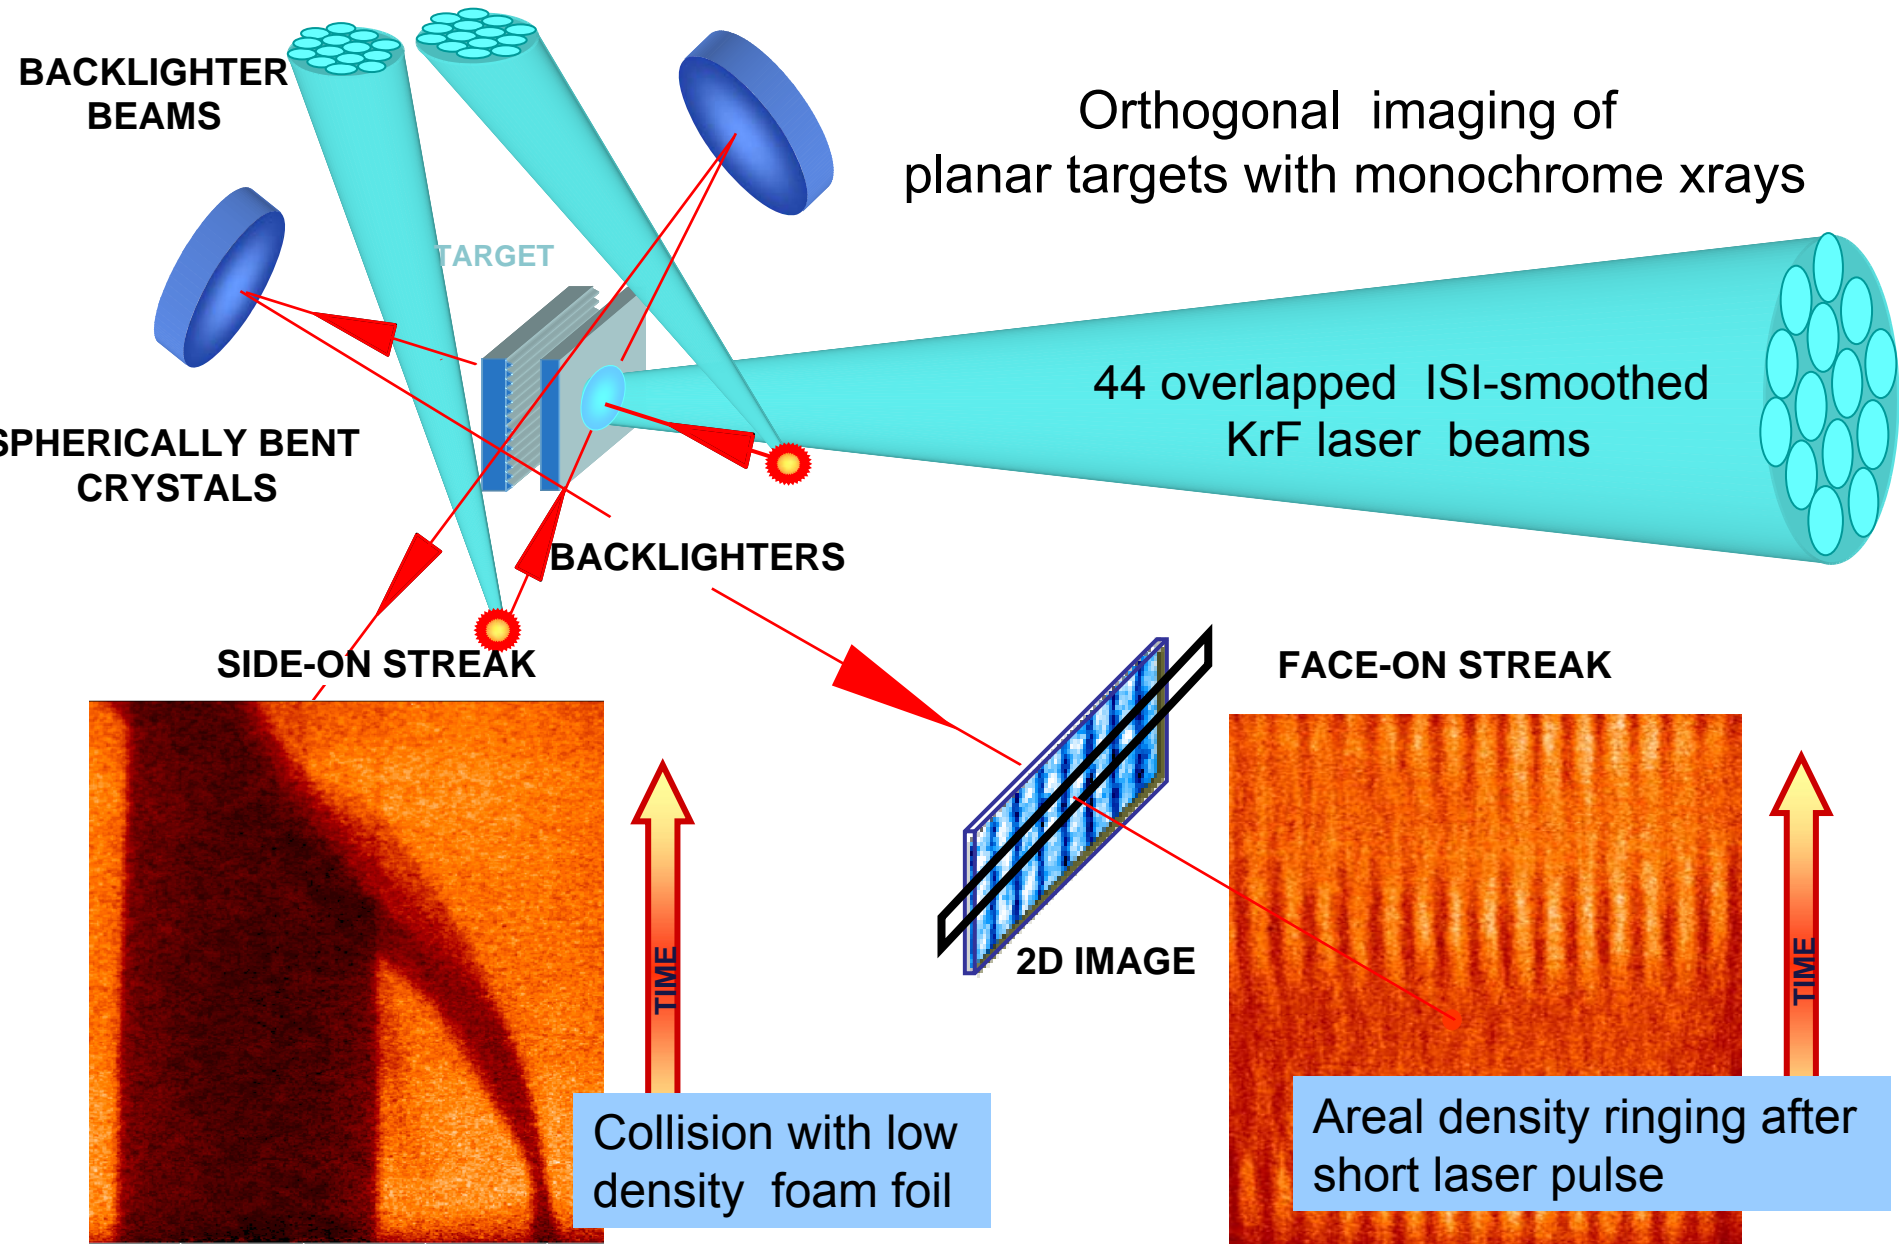 BACKLIGHTER
BEAMS
Orthogonal imaging of
planar targets with monochrome xrays
TARGET
44 overlapped ISI-smoothed
KrF laser beams
SPHERICALLY BENT
CRYSTALS
BACKLIGHTERS
SIDE-ON STREAK
FACE-ON STREAK
TIME
2D IMAGE
TIME
Collision with low
density foam foil
Areal density ringing after
short laser pulse